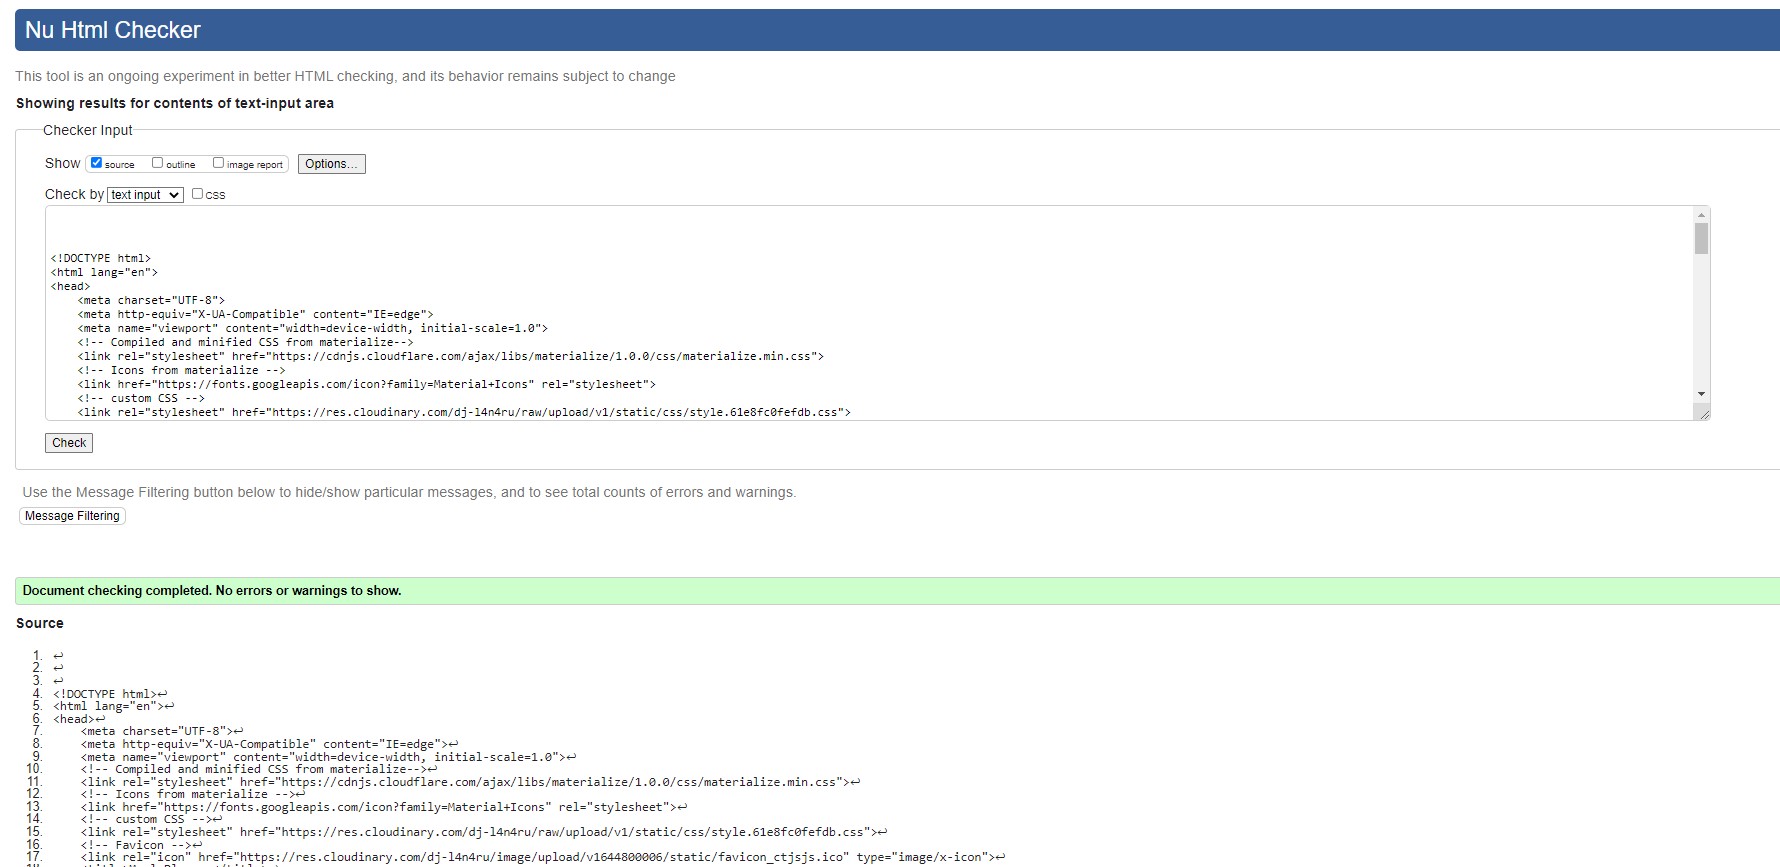 Nu Html Checker
This tool is an ongoing experiment in better HTML checking, and its behavior remains subject to change
Showing results for contents of text-input area
Checker Input
Show source outline image report Options...
Check by text input css
<!DOCTYPE html>
<html lang="en">
<head>
    <meta charset="UTF-8">
    <meta http-equiv="X-UA-Compatible" content="IE=edge">
    <meta name="viewport" content="width=device-width, initial-scale=1.0">
    <!-- Compiled and minified CSS from materialize-->
    <link rel="stylesheet" href="https://cdnjs.cloudflare.com/ajax/libs/materialize/1.0.0/css/materialize.min.css">
    <!-- Icons from materialize -->
    <link href="https://fonts.googleapis.com/icon?family=Material+Icons" rel="stylesheet">
    <!-- custom CSS -->
    <link rel="stylesheet" href="https://res.cloudinary.com/dj-l4n4ru/raw/upload/v1/static/css/style.61e8fc0fefdb.css">
Check
Use the Message Filtering button below to hide/show particular messages, and to see total counts of errors and warnings.
Message Filtering
Document checking completed. No errors or warnings to show.
Source
1. ↩
2. ↩
3. ↩
4. <!DOCTYPE html>↩
5. <html lang="en">↩
6. <head>↩
7.     <meta charset="UTF-8">↩
8.     <meta http-equiv="X-UA-Compatible" content="IE=edge">↩
9.     <meta name="viewport" content="width=device-width, initial-scale=1.0">↩
10.     <!-- Compiled and minified CSS from materialize-->↩
11.     <link rel="stylesheet" href="https://cdnjs.cloudflare.com/ajax/libs/materialize/1.0.0/css/materialize.min.css">↩
12.     <!-- Icons from materialize -->↩
13.     <link href="https://fonts.googleapis.com/icon?family=Material+Icons" rel="stylesheet">↩
14.     <!-- custom CSS -->↩
15.     <link rel="stylesheet" href="https://res.cloudinary.com/dj-l4n4ru/raw/upload/v1/static/css/style.61e8fc0fefdb.css">↩
16.     <!-- Favicon -->↩
17.     <link rel="icon" href="https://res.cloudinary.com/dj-l4n4ru/image/upload/v1644800006/static/favicon_ctjsjs.ico" type="image/x-icon">↩